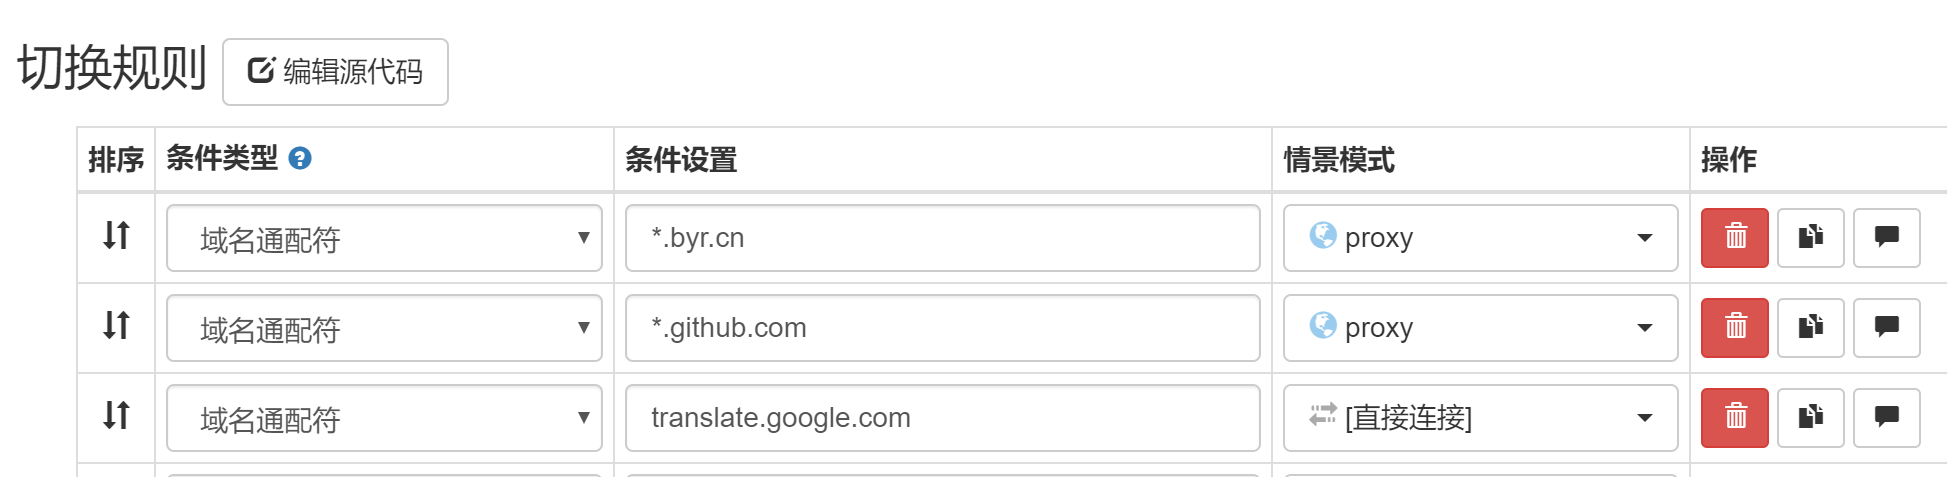 切换规则 编辑源代码
排序 条件类型 条件设置 情景模式 操作
域名通配符 *.byr.cn proxy
域名通配符 *.github.com proxy
域名通配符 translate.google.com [直接连接]